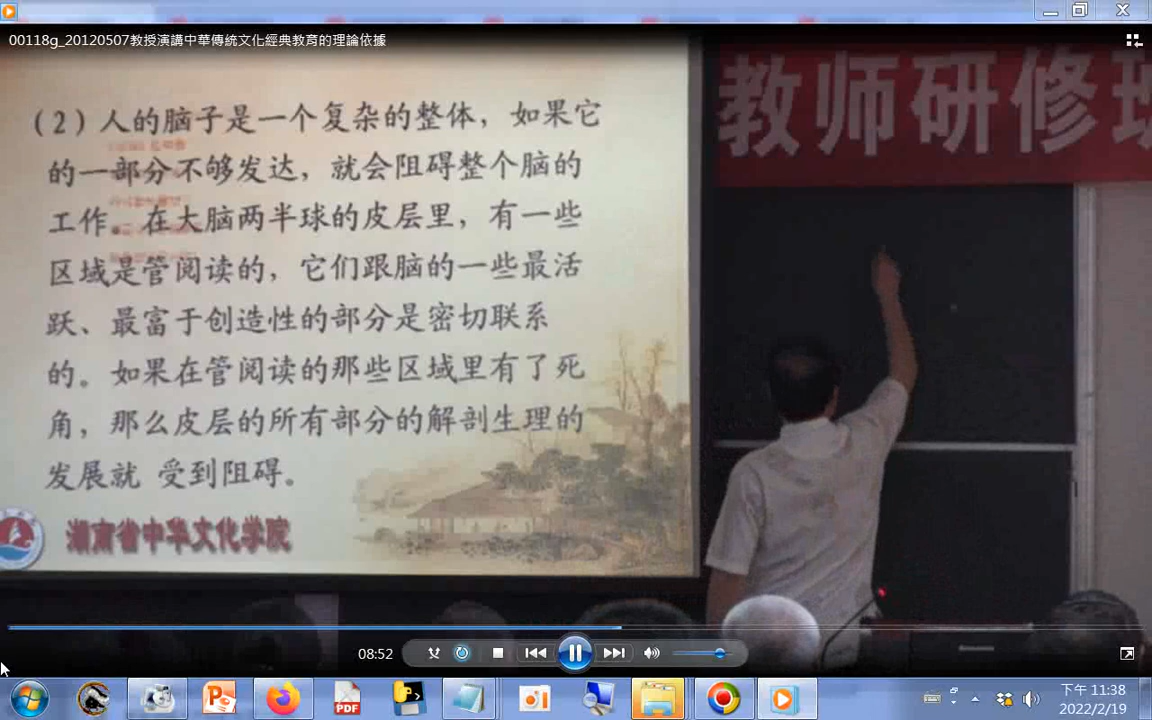 00118g_20120507教授演講中華傳統文化經典教育的理論依據
（2）人的脑子是一个复杂的整体，如果它
的一部分不够发达，就会阻碍整个脑的
工作。在大脑两半球的皮层里，有一些
区域是管阅读的，它们跟脑的一些最活
跃、最富于创造性的部分是密切联系
的。如果在管阅读的那些区域里有了死
角，那么皮层的所有部分的解剖生理的
发展就 受到阻碍。
湖南省中华文化学院
教师研修班
08:52
PDF
下午 11:38
2022/2/19